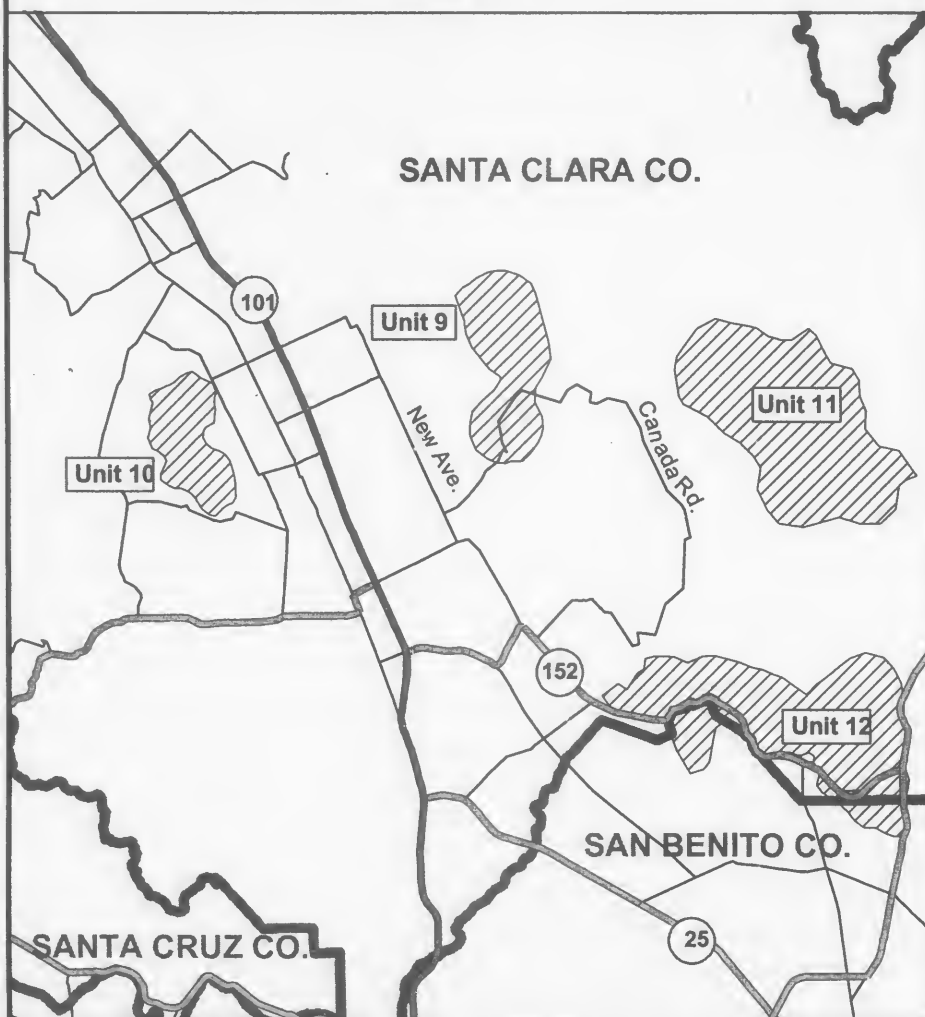 SANTA CLARA CO.
101
Unit 9
Unit 11
New Ave.
Canada Rd.
Unit 10
152
Unit 12
SAN BENITO CO.
SANTA CRUZ CO.
25